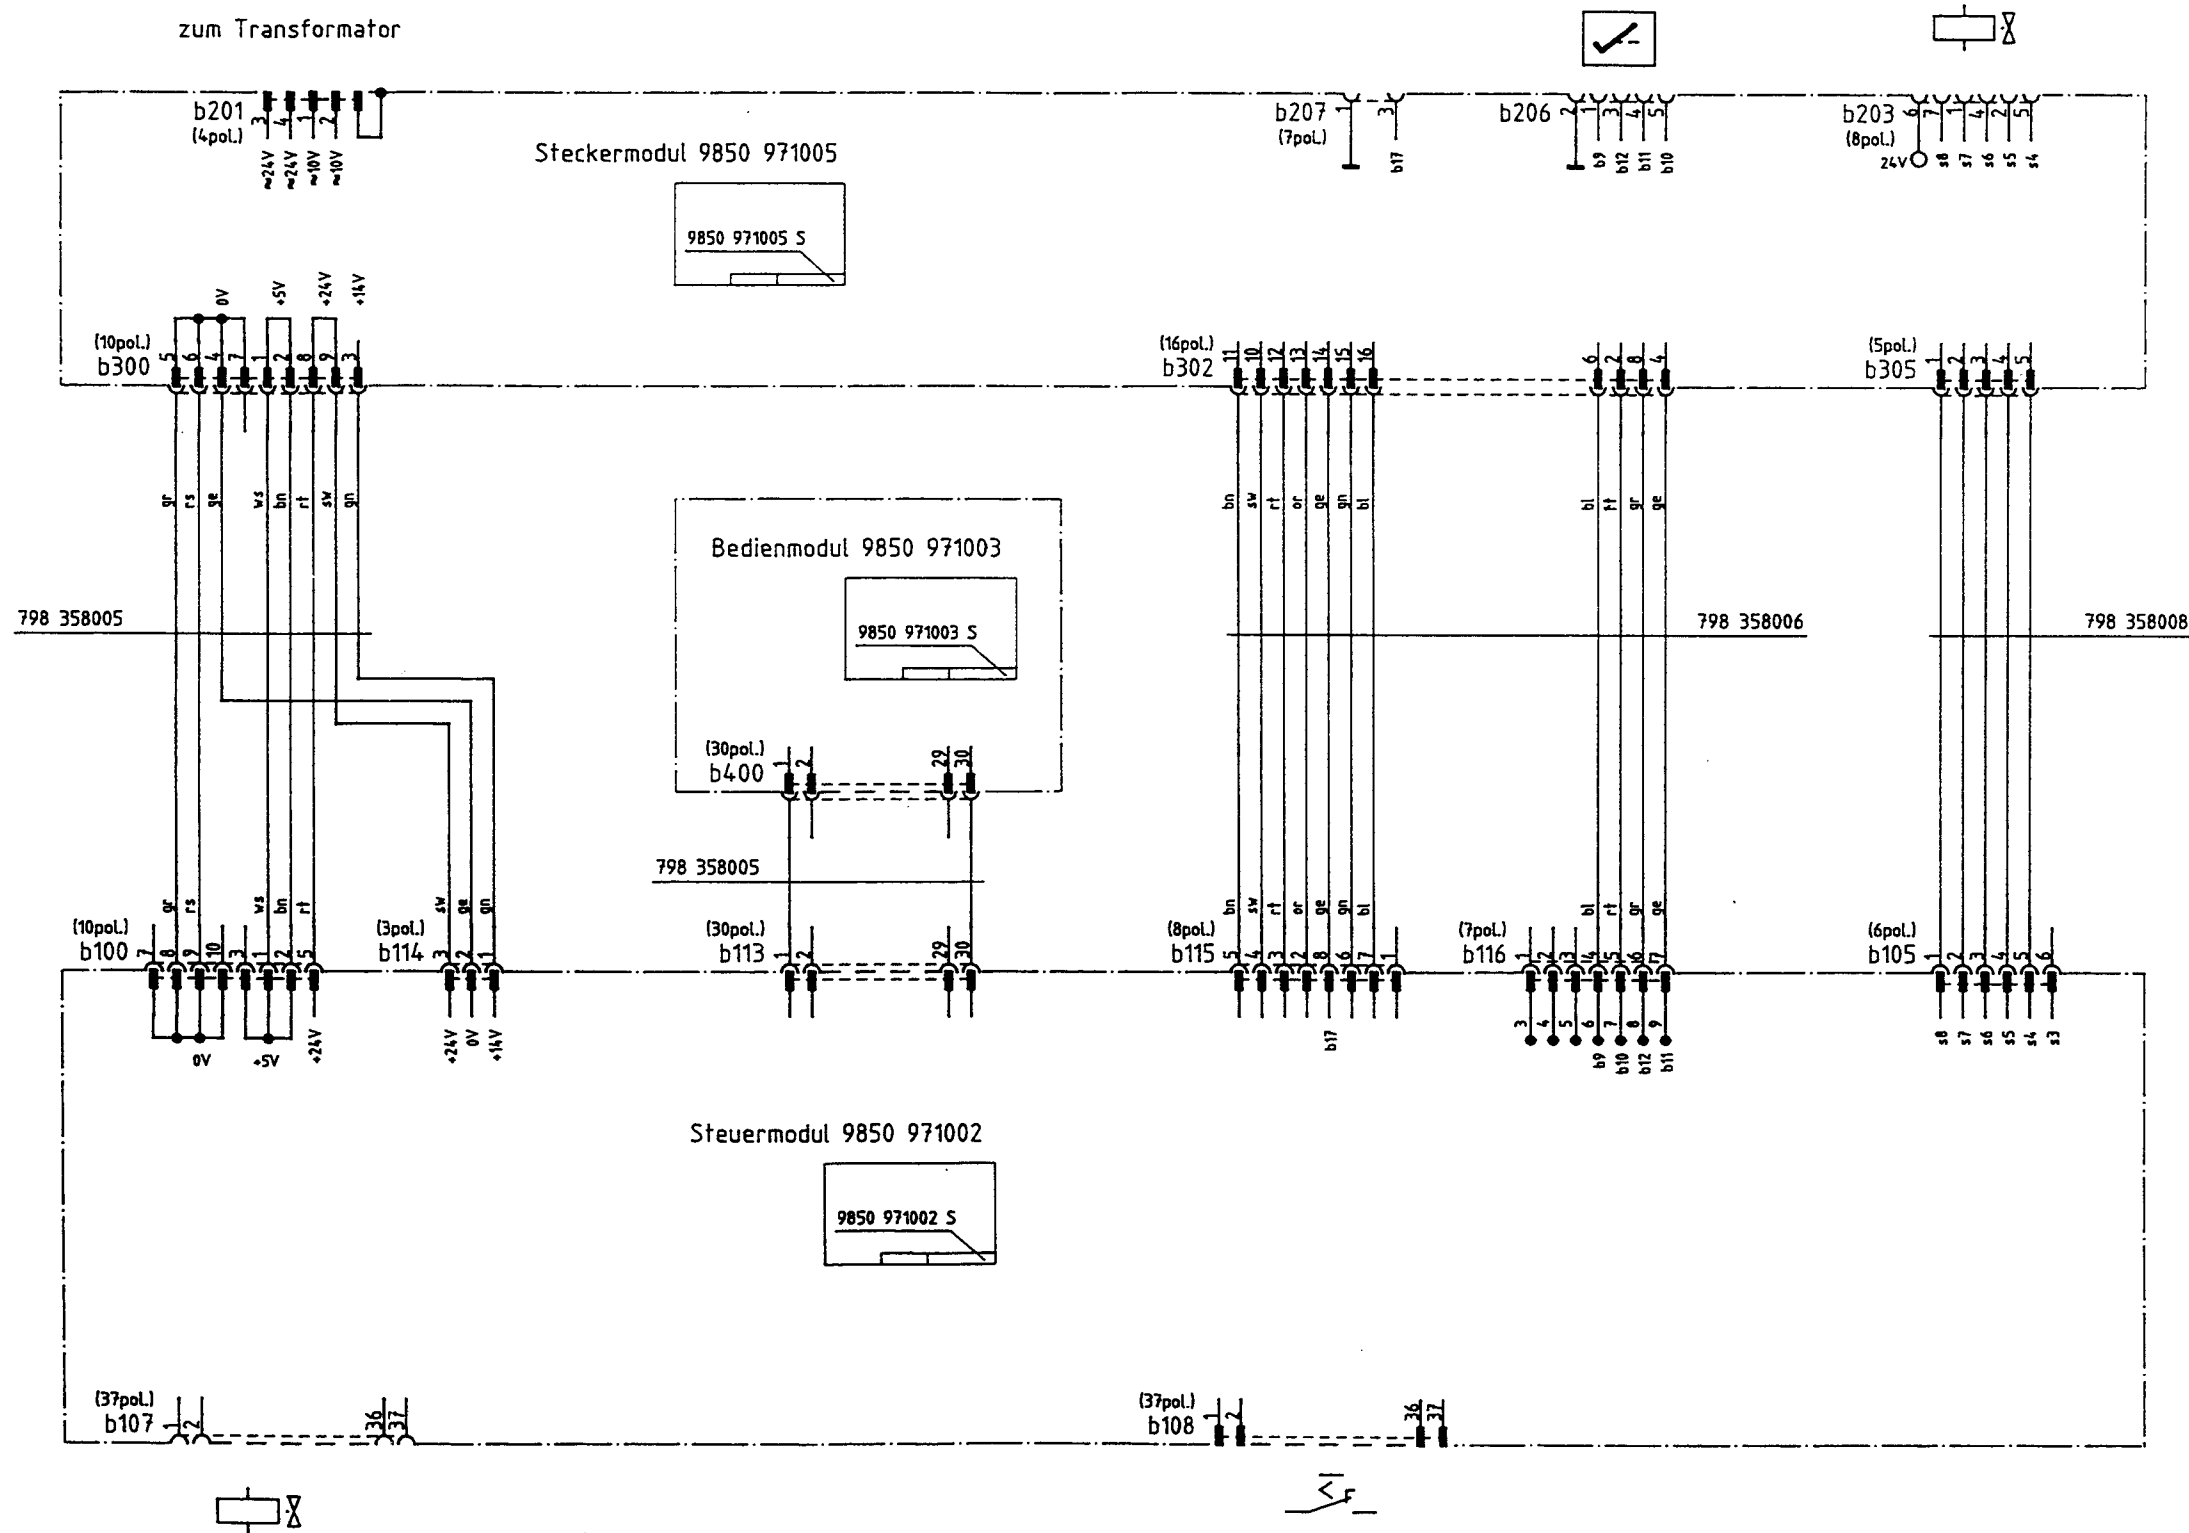 zum Transformator
b201
(4pol.)
3 4 1 2
≈24V ≈24V ≈10V ≈10V
Steckermodul 9850 971005
9850 971005 S
b207
(7pol.)
1 3
b17
b206
2 1 3 4 5
b9 b12 b11 b10
b203
(8pol.)
6 7 1 4 2 5
24V s8 s7 s6 s5 s4
0V +5V +24V +14V
(10pol.)
b300
5 6 4 7 1 2 8 9 3
(16pol.)
b302
11 10 12 13 14 15 16
6 2 8 4
(5pol.)
b305
1 2 3 4 5
gr rs ge ws bn rt sw gn
bn sw rt or ge gn bl
bl rt gr ge
Bedienmodul 9850 971003
9850 971003 S
798 358005
798 358006
798 358008
(30pol.)
b400
1 2 29 30
798 358005
gr rs ws bn rt
sw ge gn
bn sw rt or ge gn bl
bl rt gr ge
(10pol.)
b100
7 8 9 10 3 1 2 5
(3pol.)
b114
3 2 1
(30pol.)
b113
1 2 29 30
(8pol.)
b115
5 4 3 2 8 6 7 1
(7pol.)
b116
1 2 3 4 5 6 7
(6pol.)
b105
1 2 3 4 5 6
0V +5V +24V
+24V 0V +14V
b17
3 4 5 6 7 8 9
b9 b10 b12 b11
s8 s7 s6 s5 s4 s3
Steuermodul 9850 971002
9850 971002 S
(37pol.)
b107
1 2 36 37
(37pol.)
b108
1 2 36 37